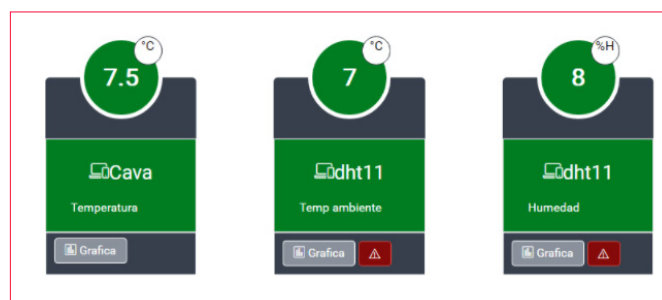 °C
7.5
Cava
Temperatura
Grafica
°C
7
dht11
Temp ambiente
Grafica
%H
8
dht11
Humedad
Grafica